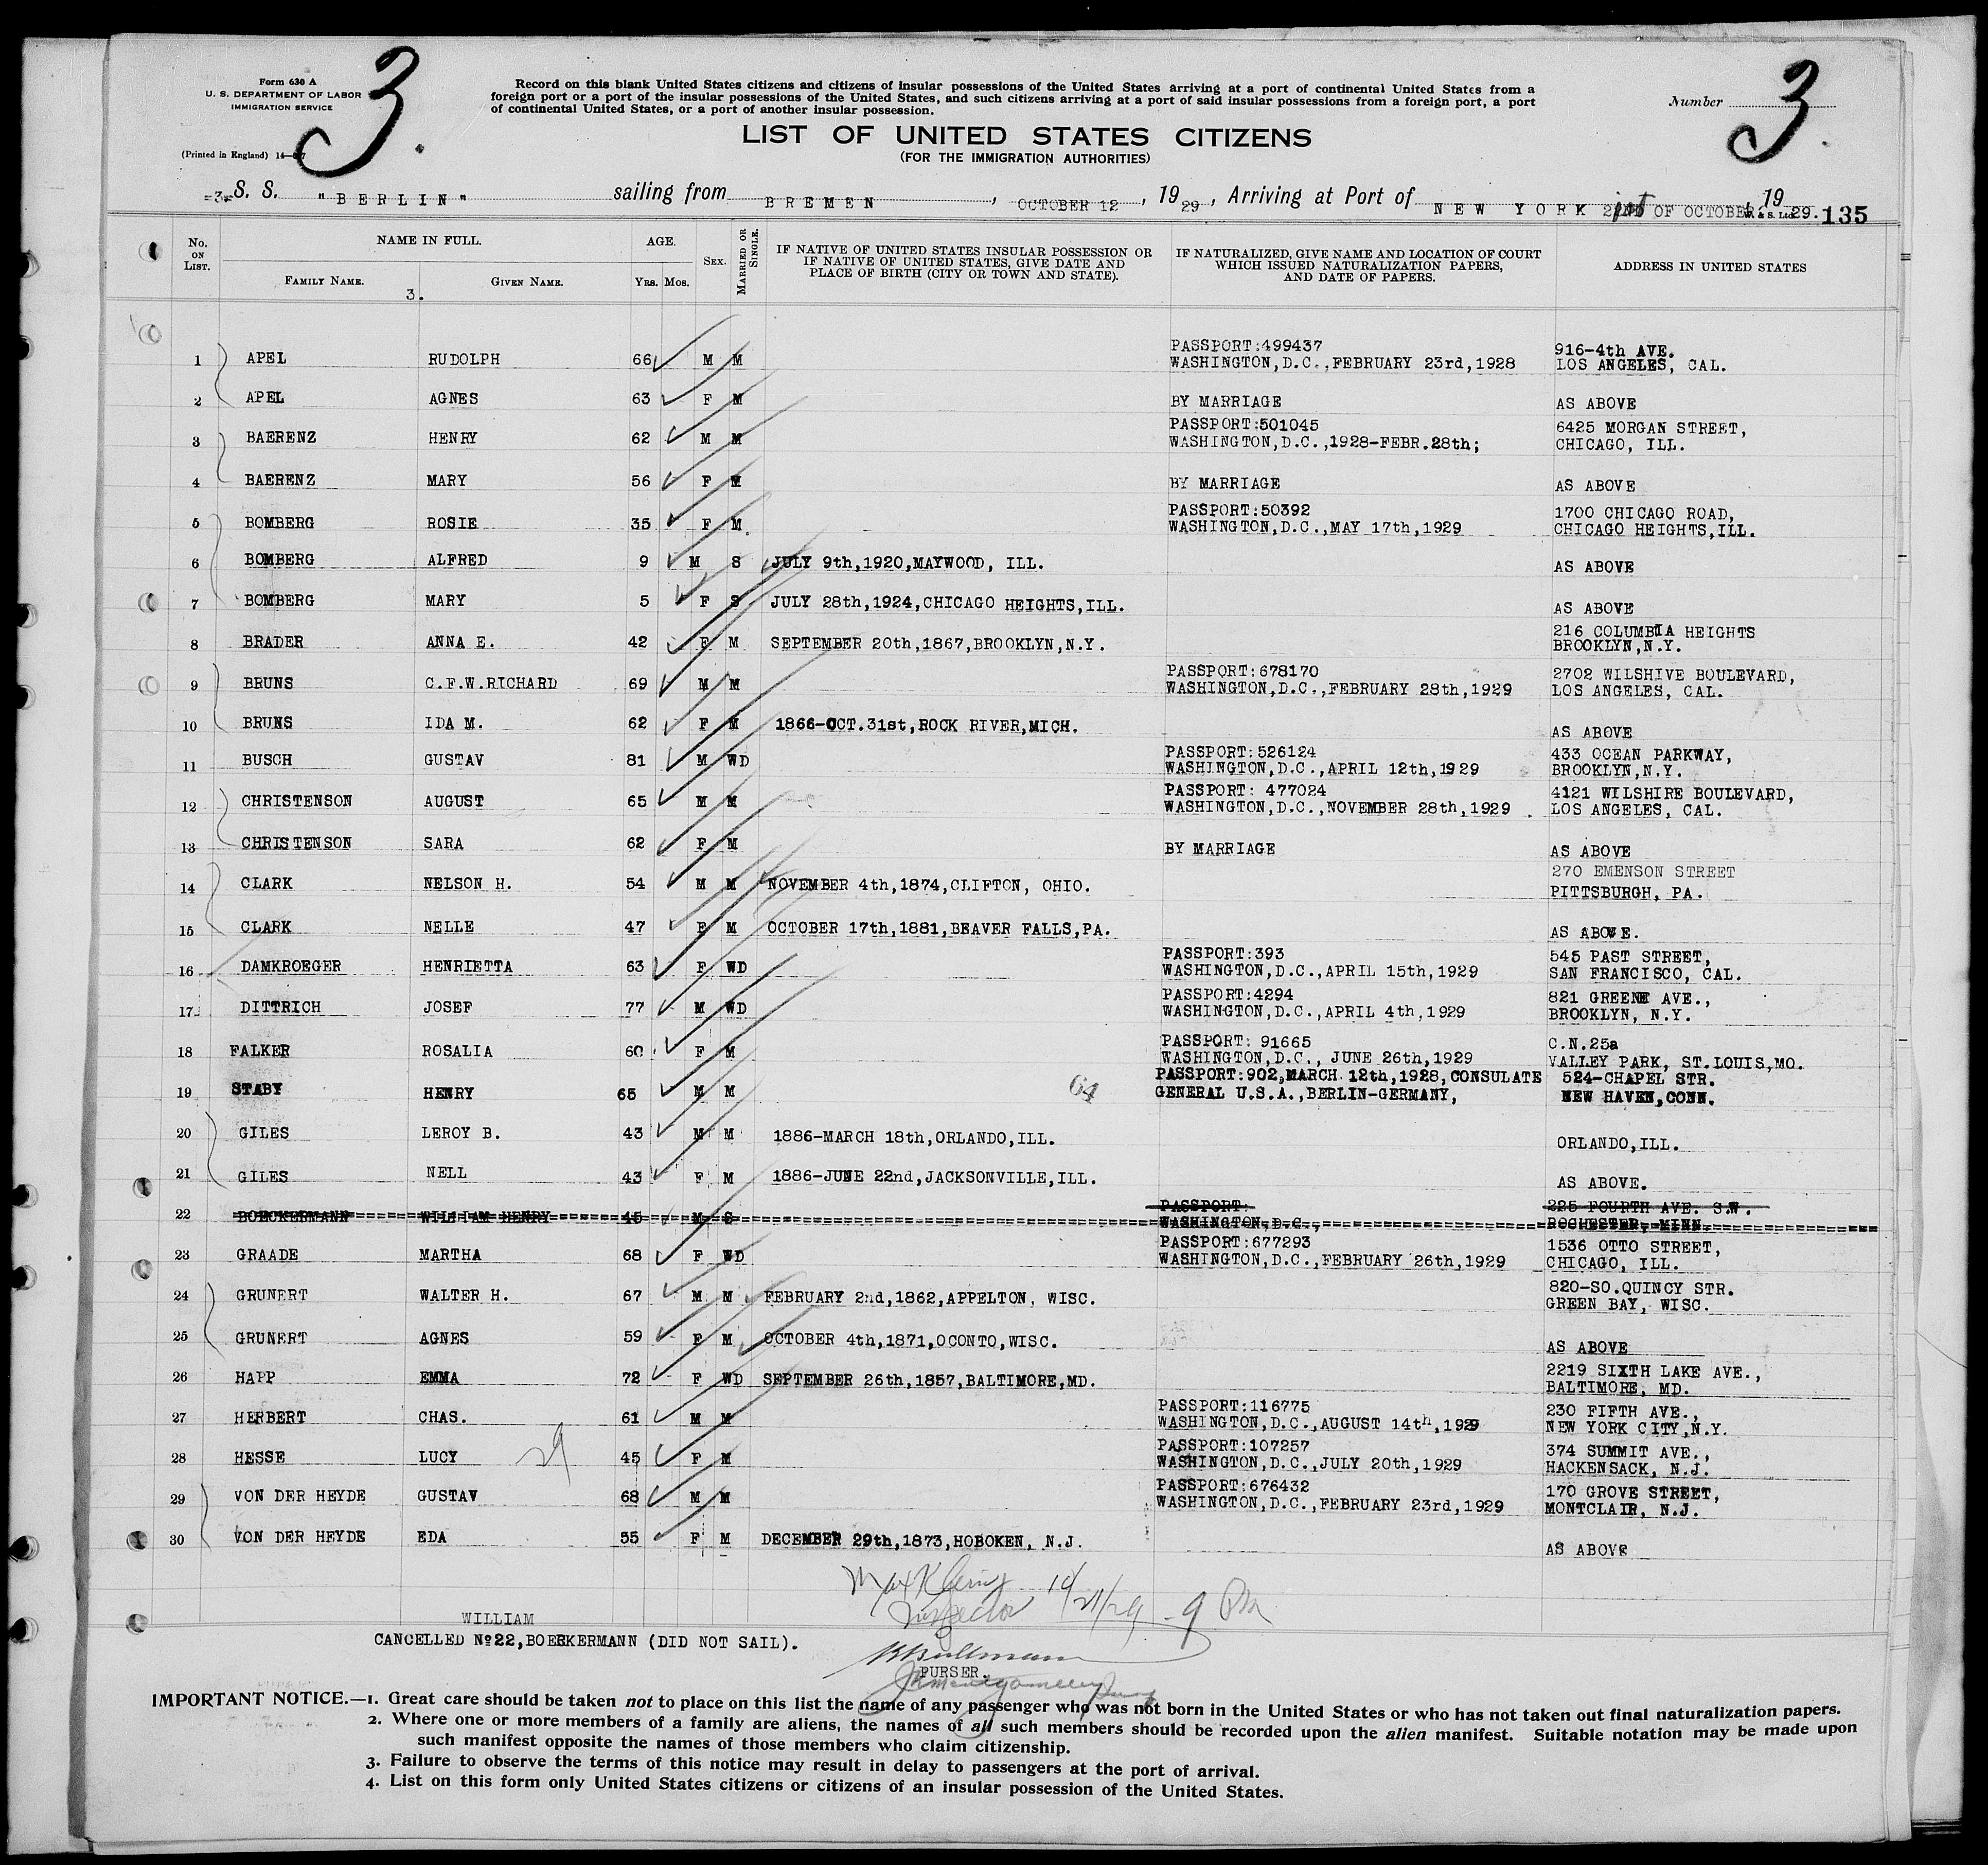 3.
3.
Form 630 A
U. S. DEPARTMENT OF LABOR
IMMIGRATION SERVICE
(Printed in England)
Record on this blank United States citizens and citizens of insular possessions of the United States arriving at a port of continental United States from a
foreign port or a port of the insular possessions of the United States, and such citizens arriving at a port of said insular possessions from a foreign port, a port
of continental United States, or a port of another insular possession.
Number
LIST OF UNITED STATES CITIZENS
(FOR THE IMMIGRATION AUTHORITIES)
=3= S. S. "BERLIN" sailing from BREMEN, OCTOBER 12, 1929, Arriving at Port of NEW YORK OF OCTOBER 1929. 135
No. ON LIST. NAME IN FULL. FAMILY NAME. GIVEN NAME. AGE. YRS. MOS. SEX. MARRIED OR SINGLE. IF NATIVE OF UNITED STATES INSULAR POSSESSION OR IF NATIVE OF UNITED STATES, GIVE DATE AND PLACE OF BIRTH (CITY OR TOWN AND STATE). IF NATURALIZED, GIVE NAME AND LOCATION OF COURT WHICH ISSUED NATURALIZATION PAPERS, AND DATE OF PAPERS. ADDRESS IN UNITED STATES
3.
1 APEL RUDOLPH 66 M M PASSPORT:499437 WASHINGTON,D.C.,FEBRUARY 23rd,1928 916-4th AVE. LOS ANGELES, CAL.
2 APEL AGNES 63 F M BY MARRIAGE AS ABOVE
3 BAERENZ HENRY 62 M M PASSPORT:501045 WASHINGTON,D.C.,1928-FEBR.28th; 6425 MORGAN STREET, CHICAGO, ILL.
4 BAERENZ MARY 56 F M BY MARRIAGE AS ABOVE
5 BOMBERG ROSIE 35 F M PASSPORT:50392 WASHINGTON,D.C.,MAY 17th,1929 1700 CHICAGO ROAD, CHICAGO HEIGHTS,ILL.
6 BOMBERG ALFRED 9 M S JULY 9th,1920,MAYWOOD, ILL. AS ABOVE
7 BOMBERG MARY 5 F S JULY 28th,1924,CHICAGO HEIGHTS,ILL. AS ABOVE
8 BRADER ANNA E. 42 F M SEPTEMBER 20th,1867,BROOKLYN,N.Y. 216 COLUMBIA HEIGHTS BROOKLYN,N.Y.
9 BRUNS C.F.W.RICHARD 69 M M PASSPORT:678170 WASHINGTON,D.C.,FEBRUARY 28th,1929 2702 WILSHIVE BOULEVARD, LOS ANGELES, CAL.
10 BRUNS IDA M. 62 F M 1866-OCT.31st,ROCK RIVER,MICH. AS ABOVE
11 BUSCH GUSTAV 81 M WD PASSPORT:526124 WASHINGTON,D.C.,APRIL 12th,1929 433 OCEAN PARKWAY, BROOKLYN,N.Y.
12 CHRISTENSON AUGUST 65 M M PASSPORT: 477024 WASHINGTON,D.C.,NOVEMBER 28th,1929 4121 WILSHIRE BOULEVARD, LOS ANGELES, CAL.
13 CHRISTENSON SARA 62 F M BY MARRIAGE AS ABOVE
14 CLARK NELSON H. 54 M M NOVEMBER 4th,1874,CLIFTON, OHIO. 270 EMENSON STREET PITTSBURGH, PA.
15 CLARK NELLE 47 F M OCTOBER 17th,1881,BEAVER FALLS,PA. AS ABOVE.
16 DAMKROEGER HENRIETTA 63 F WD PASSPORT:393 WASHINGTON,D.C.,APRIL 15th,1929 545 PAST STREET, SAN FRANCISCO, CAL.
17 DITTRICH JOSEF 77 M WD PASSPORT:4294 WASHINGTON,D.C.,APRIL 4th,1929 821 GREENE AVE., BROOKLYN, N.Y.
18 FALKER ROSALIA 60 F M PASSPORT: 91665 WASHINGTON,D.C., JUNE 26th,1929 C.N.25a VALLEY PARK, ST.LOUIS,MO.
19 STABY HENRY 65 M M 64 PASSPORT:902,MARCH 12th,1928,CONSULATE GENERAL U.S.A.,BERLIN-GERMANY, 524-CHAPEL STR. NEW HAVEN,CONN.
20 GILES LEROY B. 43 M M 1886-MARCH 18th,ORLANDO,ILL. ORLANDO,ILL.
21 GILES NELL 43 F M 1886-JUNE 22nd,JACKSONVILLE,ILL. AS ABOVE.
22 BOECKERMANN WILLIAM HENRY 45 M S PASSPORT: WASHINGTON,D.C., 225 FOURTH AVE. S.W. ROCHESTER, MINN.
23 GRAADE MARTHA 68 F WD PASSPORT:677293 WASHINGTON,D.C.,FEBRUARY 26th,1929 1536 OTTO STREET, CHICAGO, ILL.
24 GRUNERT WALTER H. 67 M M FEBRUARY 2nd,1862,APPELTON, WISC. 820-SO.QUINCY STR. GREEN BAY, WISC.
25 GRUNERT AGNES 59 F M OCTOBER 4th,1871,OCONTO,WISC. AS ABOVE
26 HAPP EMMA 72 F WD SEPTEMBER 26th,1857,BALTIMORE,MD. 2219 SIXTH LAKE AVE., BALTIMORE, MD.
27 HERBERT CHAS. 61 M M PASSPORT:116775 WASHINGTON,D.C.,AUGUST 14th,1929 230 FIFTH AVE., NEW YORK CITY,N.Y.
28 HESSE LUCY 29 45 F M PASSPORT:107257 WASHINGTON,D.C.,JULY 20th,1929 374 SUMMIT AVE., HACKENSACK, N.J.
29 VON DER HEYDE GUSTAV 68 M M PASSPORT:676432 WASHINGTON,D.C.,FEBRUARY 23rd,1929 170 GROVE STREET, MONTCLAIR, N.J.
30 VON DER HEYDE EDA 55 F M DECEMBER 29th,1873,HOBOKEN, N.J. AS ABOVE
10/21/29 - 9 PM
Inspector
WILLIAM
CANCELLED No22,BOERKERMANN (DID NOT SAIL).
PURSER.
IMPORTANT NOTICE.—1. Great care should be taken not to place on this list the name of any passenger who was not born in the United States or who has not taken out final naturalization papers.
2. Where one or more members of a family are aliens, the names of all such members should be recorded upon the alien manifest. Suitable notation may be made upon
such manifest opposite the names of those members who claim citizenship.
3. Failure to observe the terms of this notice may result in delay to passengers at the port of arrival.
4. List on this form only United States citizens or citizens of an insular possession of the United States.